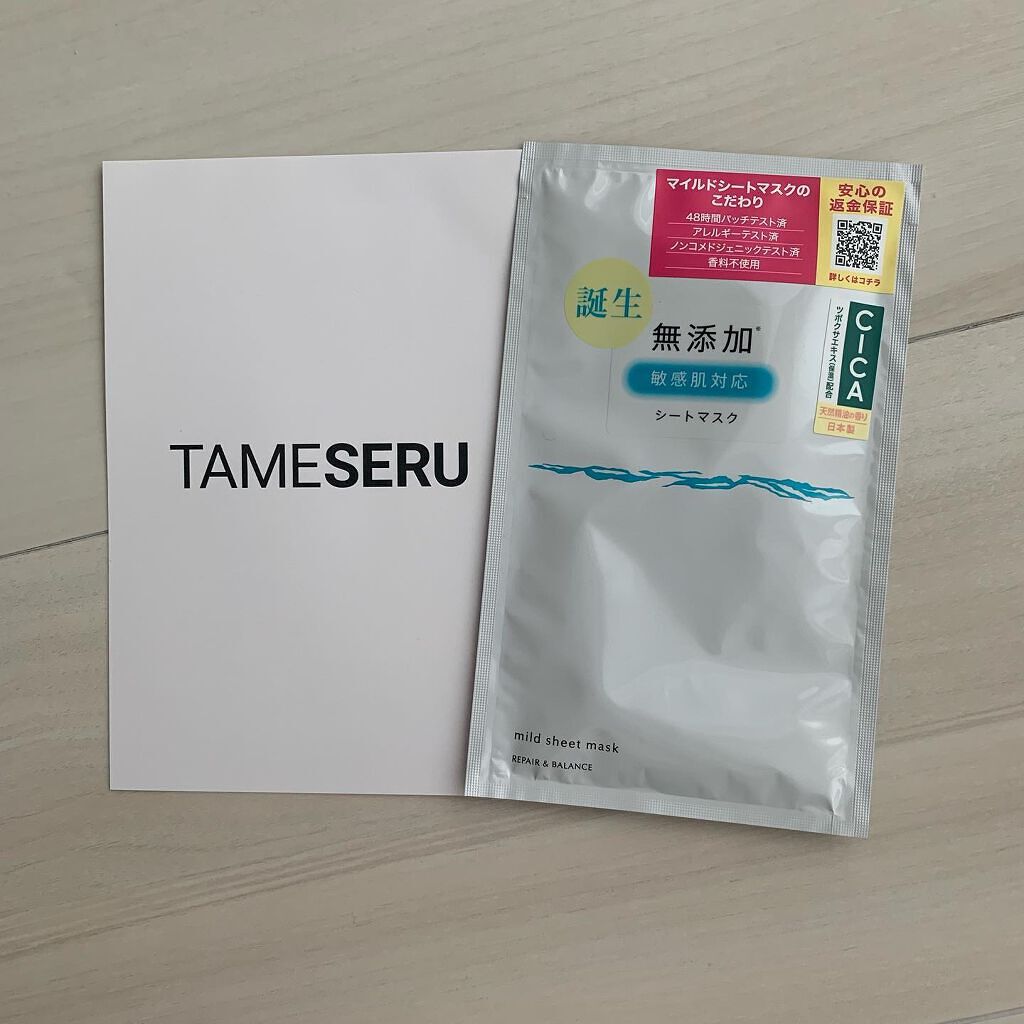 TAMESERU
マイルドシートマスクの
こだわり
48時間パッチテスト済
アレルギーテスト済
ノンコメドジェニックテスト済
香料不使用
安心の
返金保証
詳しくはコチラ
誕生
無添加※
敏感肌対応
シートマスク
CICA
ツボクサエキス(保湿)配合
天然精油の香り
日本製
mild sheet mask
REPAIR & BALANCE